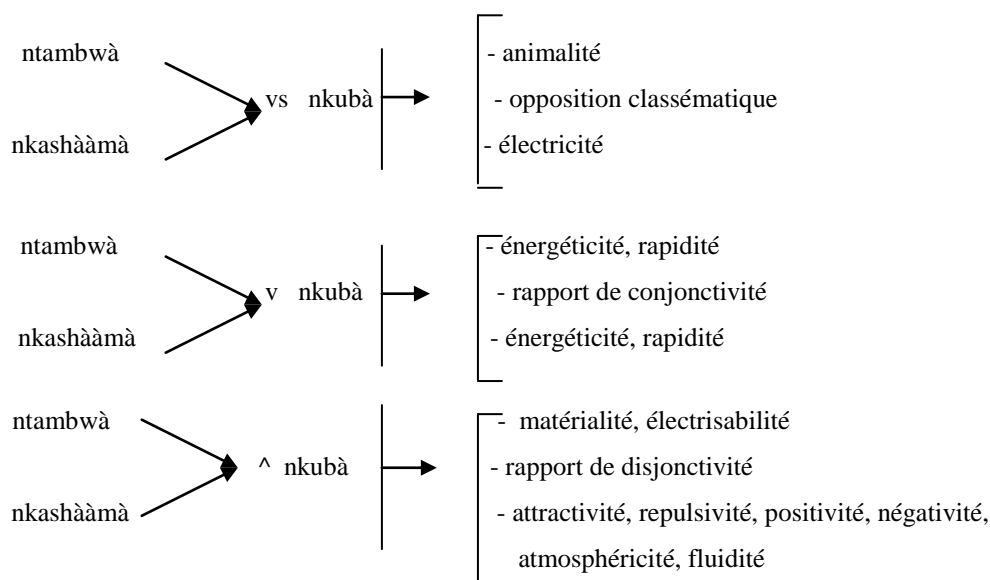 ntambwà
- animalité
vs nkubà
- opposition classématique
nkashààmà
- électricité
ntambwà
- énergéticité, rapidité
v nkubà
- rapport de conjonctivité
nkashààmà
- énergéticité, rapidité
ntambwà
- matérialité, électrisabilité
^ nkubà
- rapport de disjonctivité
nkashààmà
- attractivité, repulsivité, positivité, négativité,
atmosphéricité, fluidité